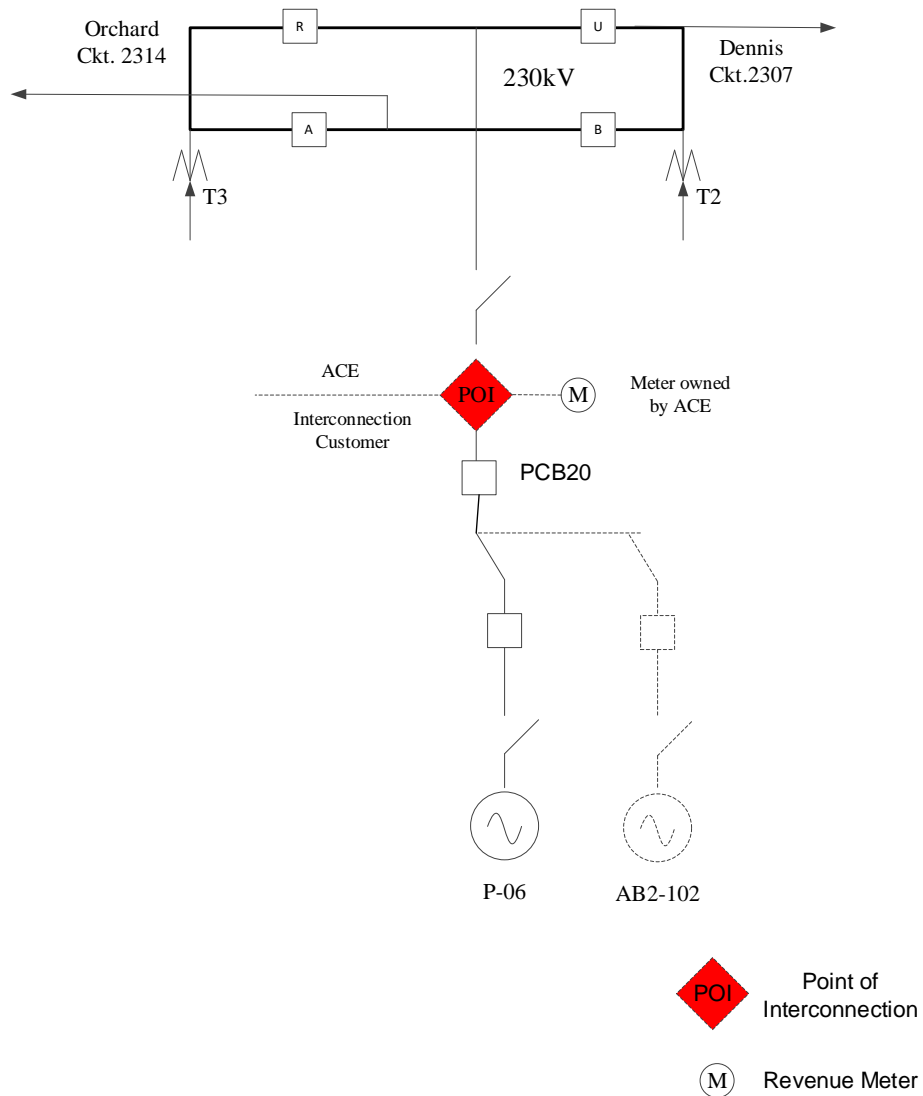 Orchard
Ckt. 2314
R
U
Dennis
Ckt.2307
230kV
A
B
T3
T2
ACE
POI
M
Meter owned
by ACE
Interconnection
Customer
PCB20
P-06
AB2-102
POI
Point of
Interconnection
M
Revenue Meter